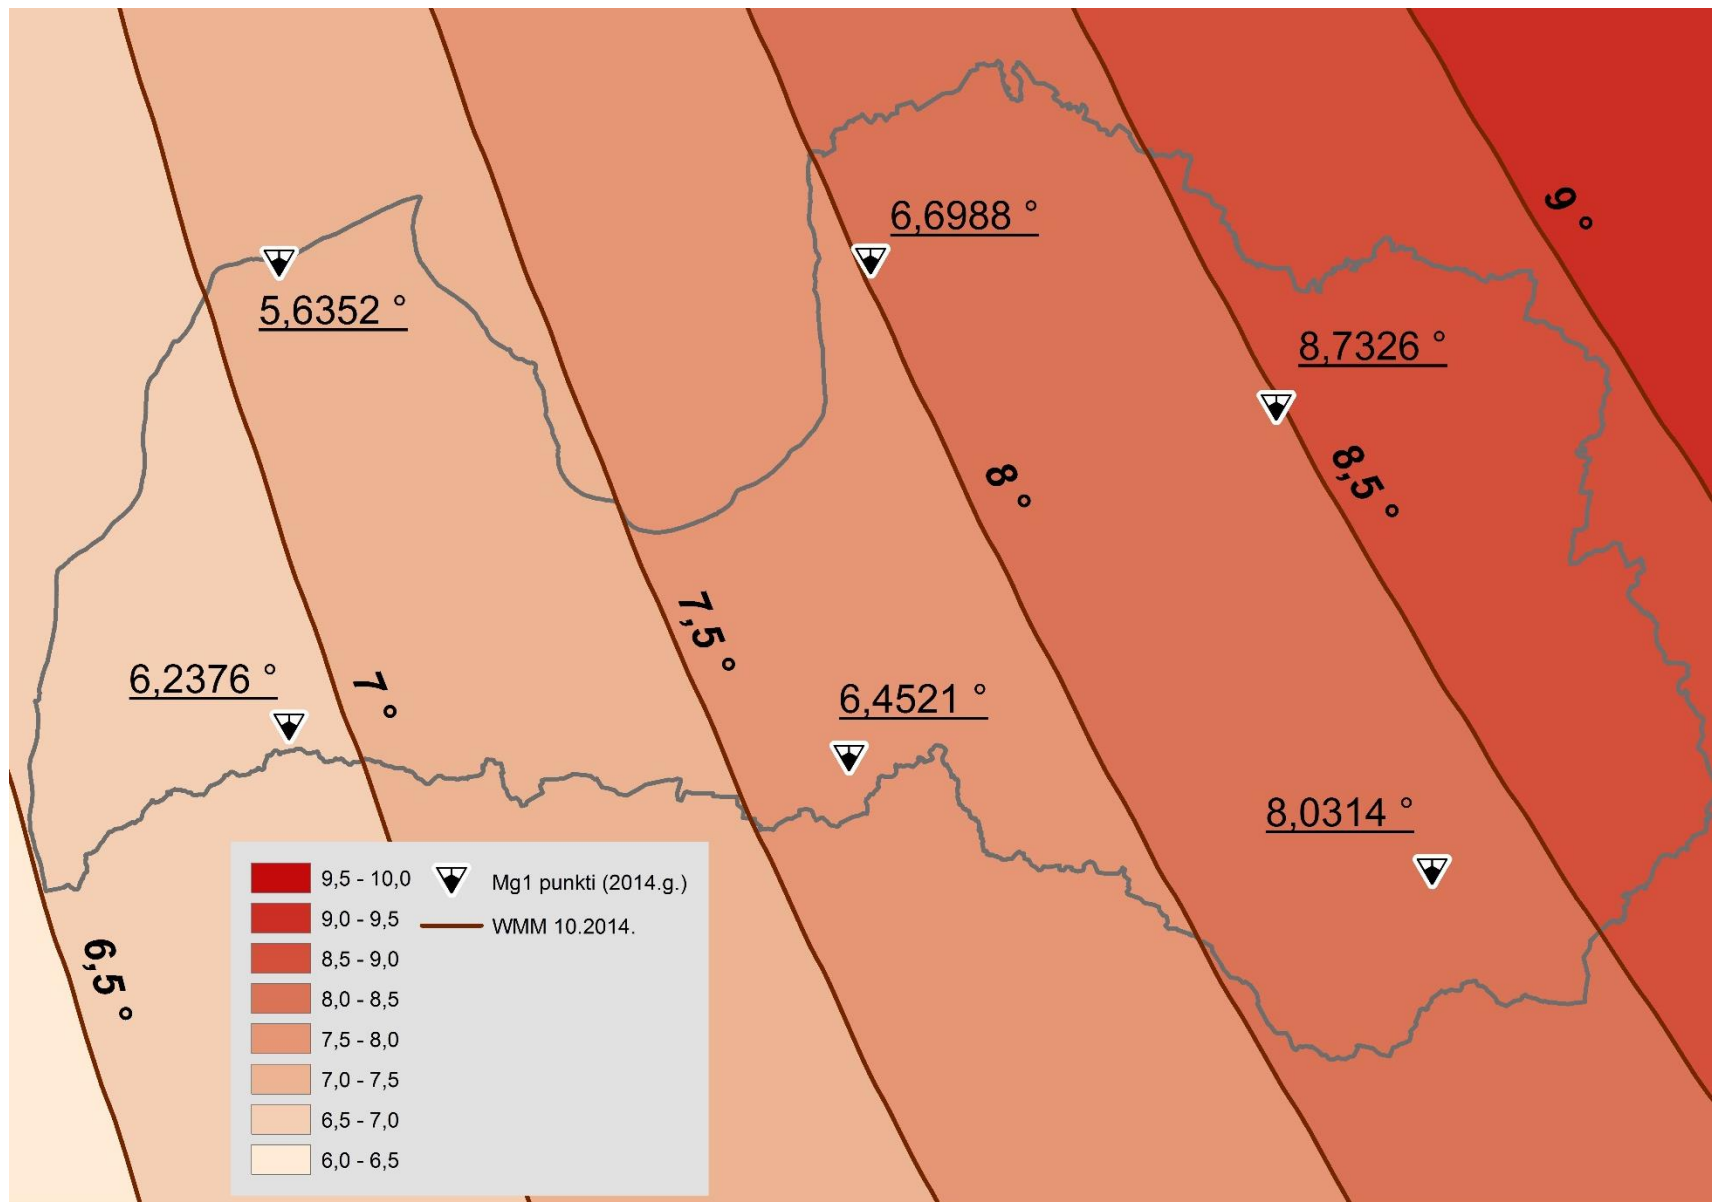 9 °
6,6988 °
5,6352 °
8,7326 °
8 °
8,5 °
7,5 °
6,2376 °
7 °
6,4521 °
8,0314 °
6,5 °
9,5 - 10,0
9,0 - 9,5
8,5 - 9,0
8,0 - 8,5
7,5 - 8,0
7,0 - 7,5
6,5 - 7,0
6,0 - 6,5
Mg1 punkti (2014.g.)
WMM 10.2014.